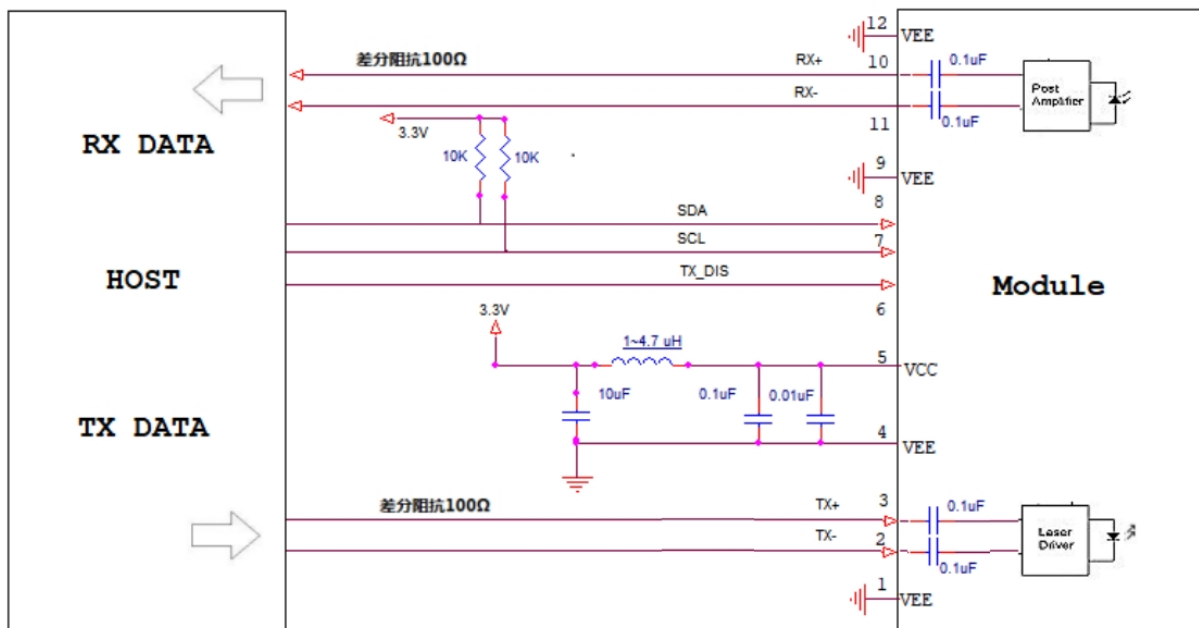 12
VEE
差分阻抗100Ω
RX+
10
0.1uF
RX-
Post
Amplifier
0.1uF
3.3V
11
RX DATA
10K
10K
9
VEE
8
SDA
SCL
7
HOST
TX_DIS
Module
6
3.3V
1~4.7 uH
5
VCC
10uF
0.1uF
0.01uF
TX DATA
4
VEE
差分阻抗100Ω
TX+
3
0.1uF
TX-
2
Laser
Driver
0.1uF
1
VEE